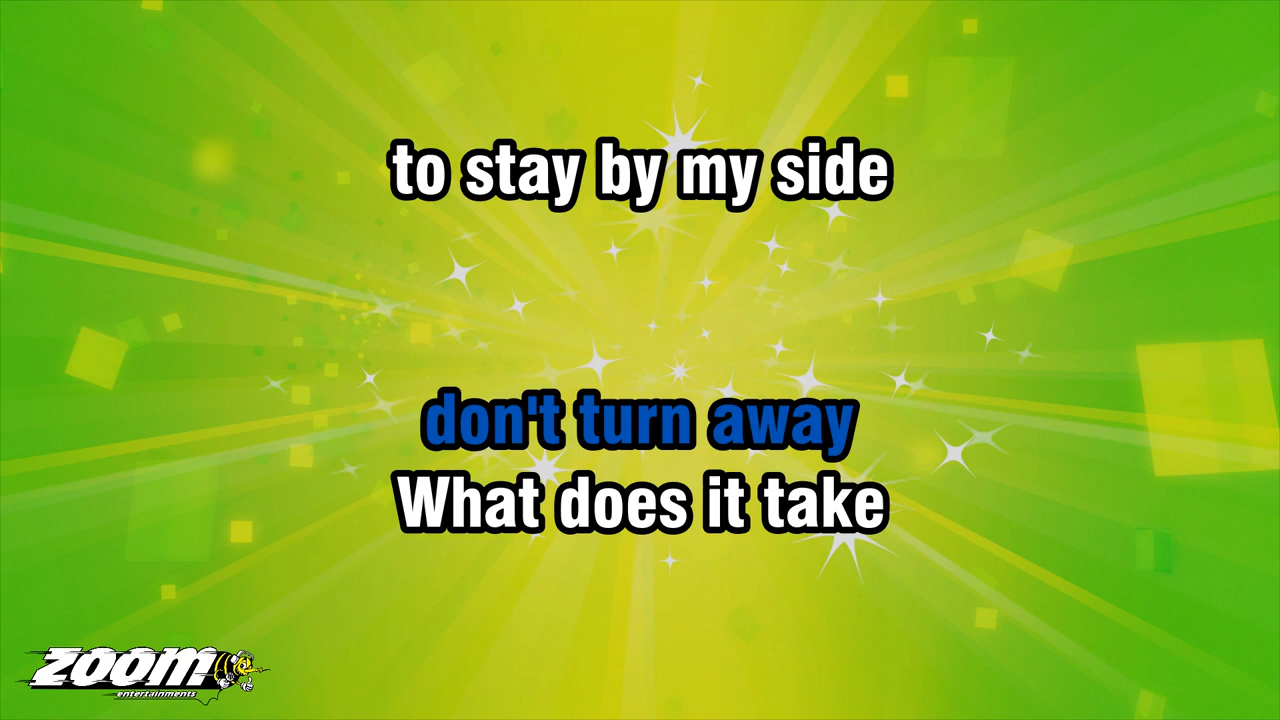 to stay by my side
don't turn away
What does it take
zoom
entertainments